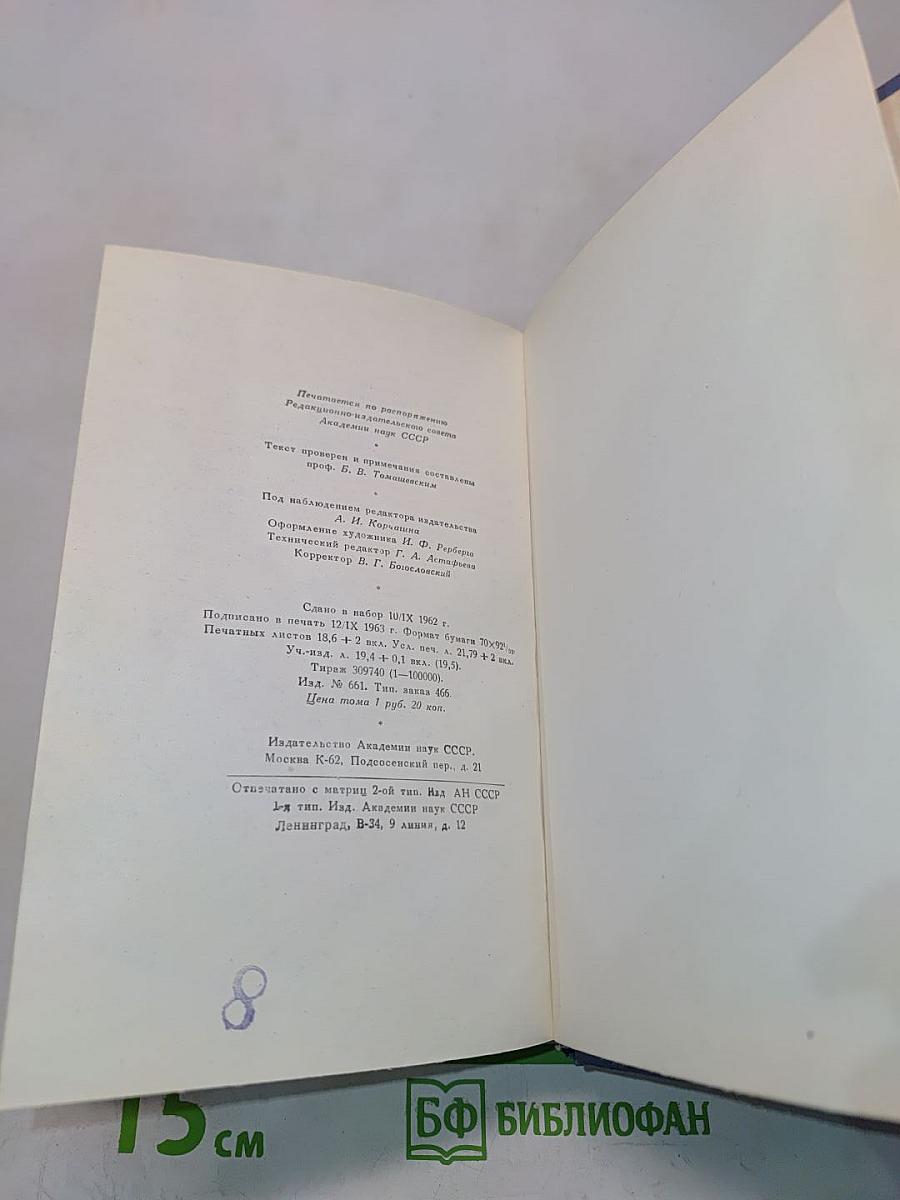 Печатается по распоряжению
Редакционно-издательского совета
Академии наук СССР
*
Текст проверен и примечания составлены
проф. Б. В. Томашевским
*
Под наблюдением редактора издательства
А. И. Корчагина
Оформление художника И. Ф. Рерберга
Технический редактор Г. А. Астафьева
Корректор В. Г. Богословский
*
Сдано в набор 10/IX 1962 г.
Подписано в печать 12/IX 1963 г. Формат бумаги 70×92¹/₃₂
Печатных листов 18,6 + 2 вкл. Усл. печ. л. 21,79 + 2 вкл.
Уч.-изд. л. 19,4 + 0,1 вкл. (19,5).
Тираж 309740 (1—100000).
Изд. № 661. Тип. заказ 466.
Цена тома 1 руб. 20 коп.
*
Издательство Академии наук СССР.
Москва К-62, Подсосенский пер., д. 21
Отпечатано с матриц 2-ой тип. Изд АН СССР
1-я тип. Изд. Академии наук СССР
Ленинград, В-34, 9 линия, д. 12
8
15 см
БФ БИБЛИОФАН